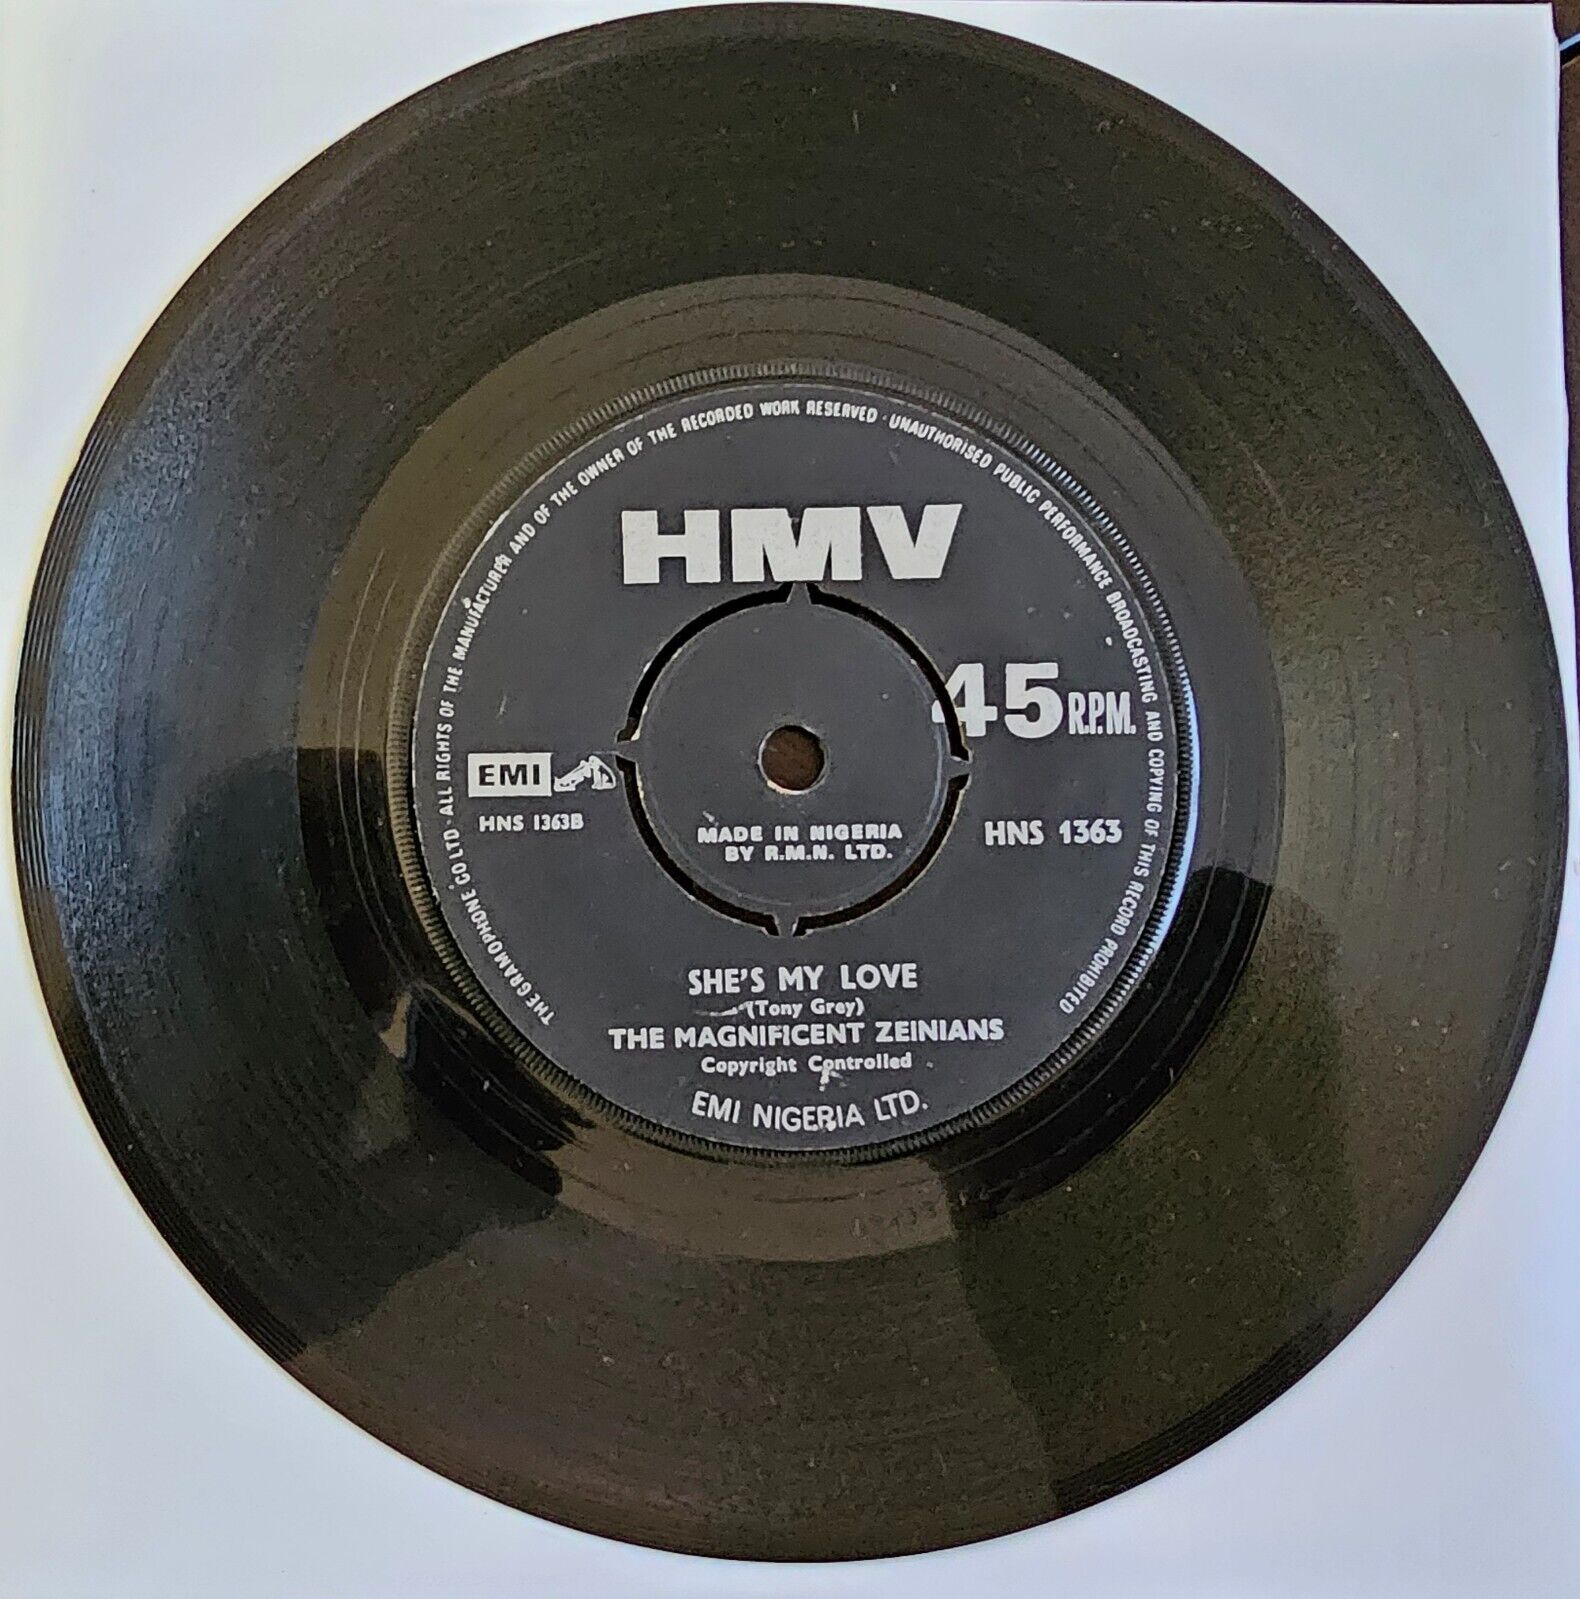 THE GRAMOPHONE CO LTD · ALL RIGHTS OF THE MANUFACTURER AND OF THE OWNER OF THE RECORDED WORK RESERVED · UNAUTHORISED PUBLIC PERFORMANCE BROADCASTING AND COPYING OF THIS RECORD PROHIBITED
HMV
45 R.P.M.
EMI
HNS 1363B
MADE IN NIGERIA
BY R.M.N. LTD.
HNS 1363
SHE'S MY LOVE
(Tony Grey)
THE MAGNIFICENT ZEINIANS
Copyright Controlled
EMI NIGERIA LTD.